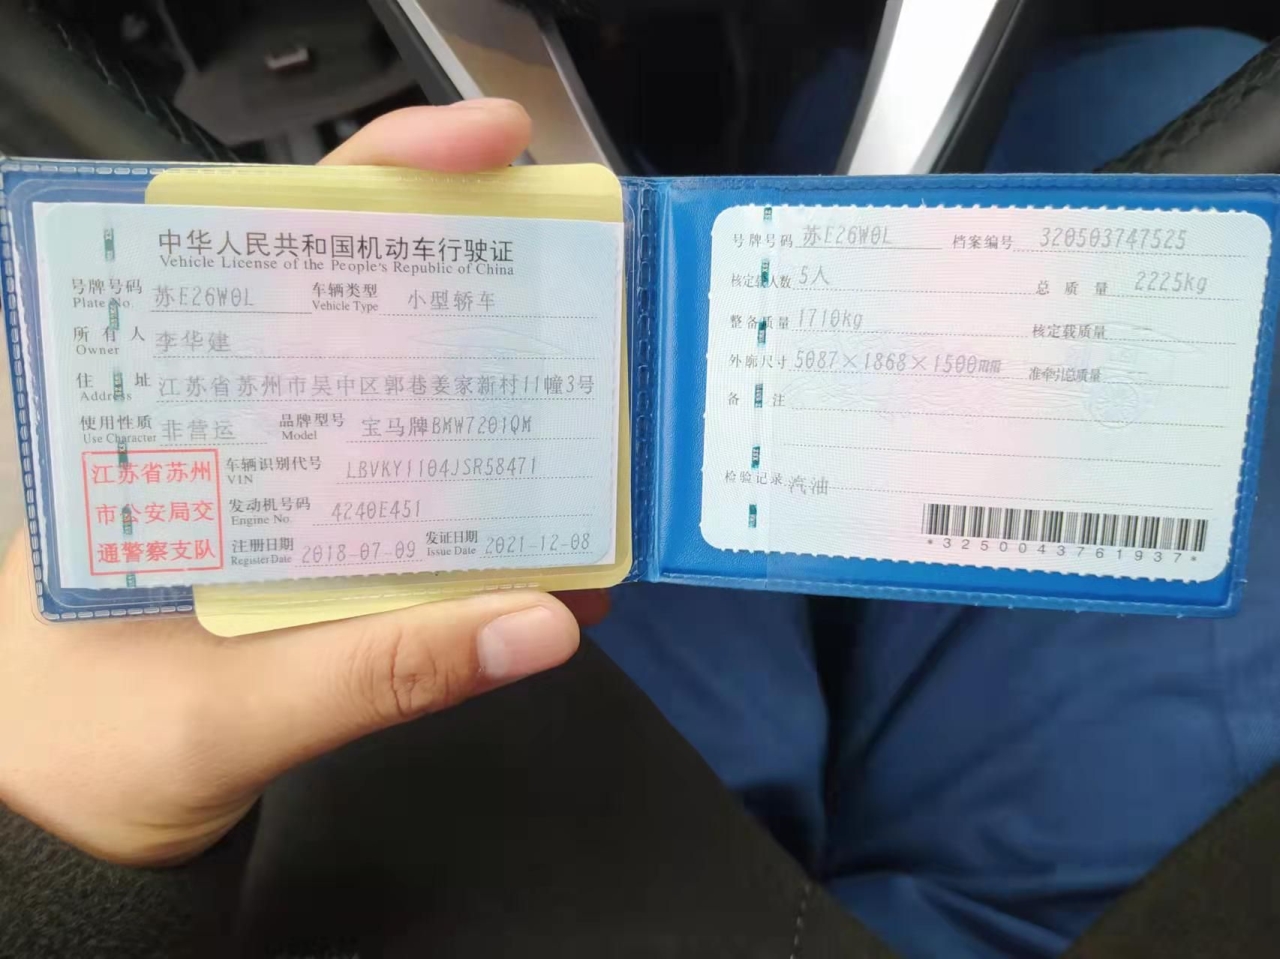 中华人民共和国机动车行驶证
Vehicle License of the People's Republic of China
号牌号码 苏E26W0L 车辆类型 小型轿车
Plate No. Vehicle Type
所有人 李华建
Owner
住址 江苏省苏州市吴中区郭巷姜家新村11幢3号
Address
使用性质 非营运 品牌型号 宝马牌BMW7201QM
Use Character Model
江苏省苏州
市公安局交
通警察支队
车辆识别代号 LBVKY1104JSR58471
VIN
发动机号码 4240E451
Engine No.
注册日期 2018-07-09 发证日期 2021-12-08
Register Date Issue Date
号牌号码 苏E26W0L 档案编号 320503747525
核定载人数 5人 总质量 2225kg
整备质量 1710kg 核定载质量
外廓尺寸 5087×1868×1500mm 准牵引总质量
备注
检验记录 汽油
*3250043761937*